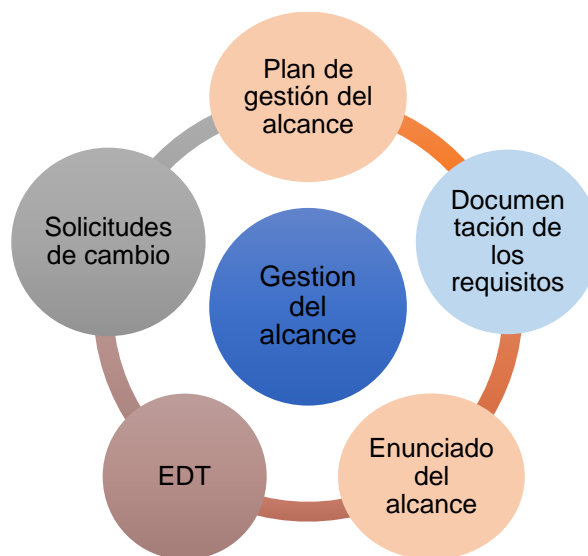 Plan de
gestión del
alcance
Documen
tación de
los
requisitos
Enunciado
del
alcance
EDT
Solicitudes
de cambio
Gestion
del
alcance